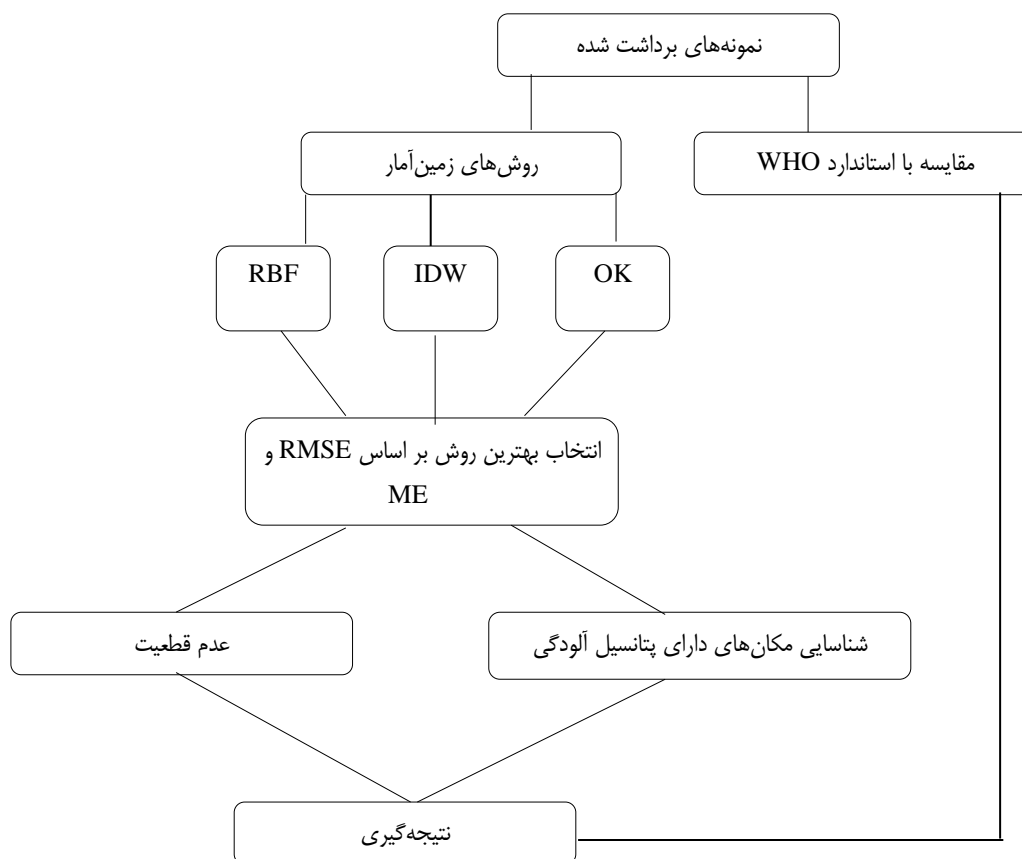 نمونه‌های برداشت شده
مقایسه با استاندارد WHO
روش‌های زمین‌آمار
OK
IDW
RBF
انتخاب بهترین روش بر اساس RMSE و
ME
شناسایی مکان‌های دارای پتانسیل آلودگی
عدم قطعیت
نتیجه‌گیری